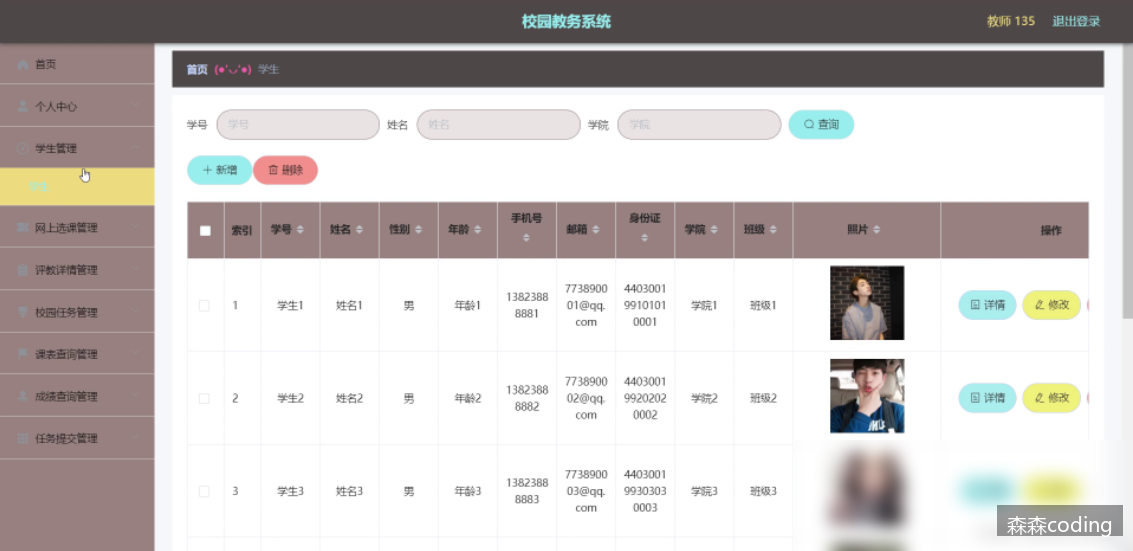 校园教务系统
教师 135 退出登录
首页
个人中心
学生管理
学生
网上选课管理
评教详情管理
校园任务管理
课表查询管理
成绩查询管理
任务提交管理
首页 (●'◡'●) 学生
学号 学号 姓名 姓名 学院 学院 查询
新增 删除
索引 学号 姓名 性别 年龄 手机号 邮箱 身份证 学院 班级 照片 操作
1 学生1 姓名1 男 年龄1 13823888881 773890001@qq.com 440300199101010001 学院1 班级1 详情 修改
2 学生2 姓名2 男 年龄2 13823888882 773890002@qq.com 440300199202020002 学院2 班级2 详情 修改
3 学生3 姓名3 男 年龄3 13823888883 773890003@qq.com 440300199303030003 学院3 班级3
森森coding